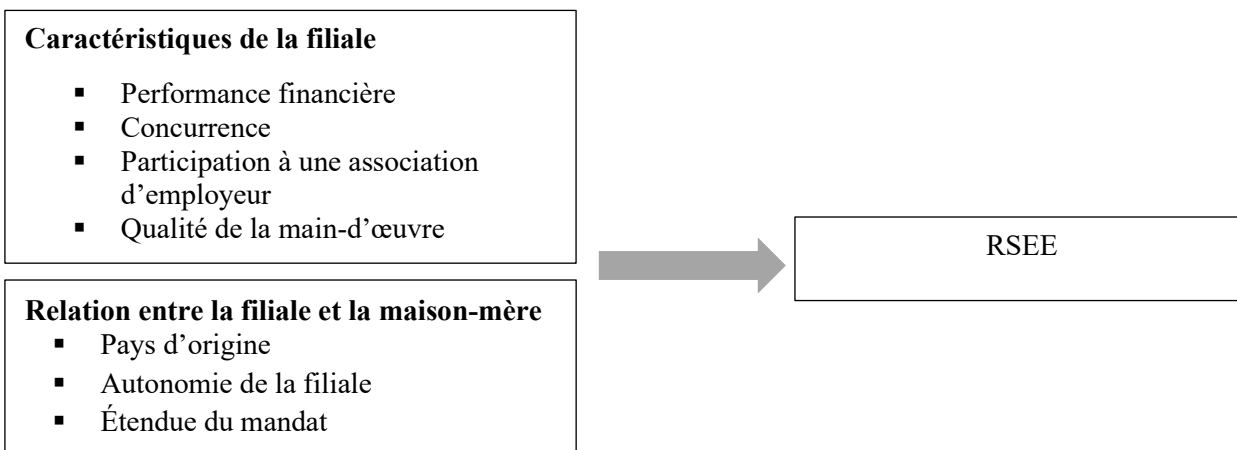 Caractéristiques de la filiale
▪ Performance financière
▪ Concurrence
▪ Participation à une association
d’employeur
▪ Qualité de la main-d’œuvre
RSEE
Relation entre la filiale et la maison-mère
▪ Pays d’origine
▪ Autonomie de la filiale
▪ Étendue du mandat